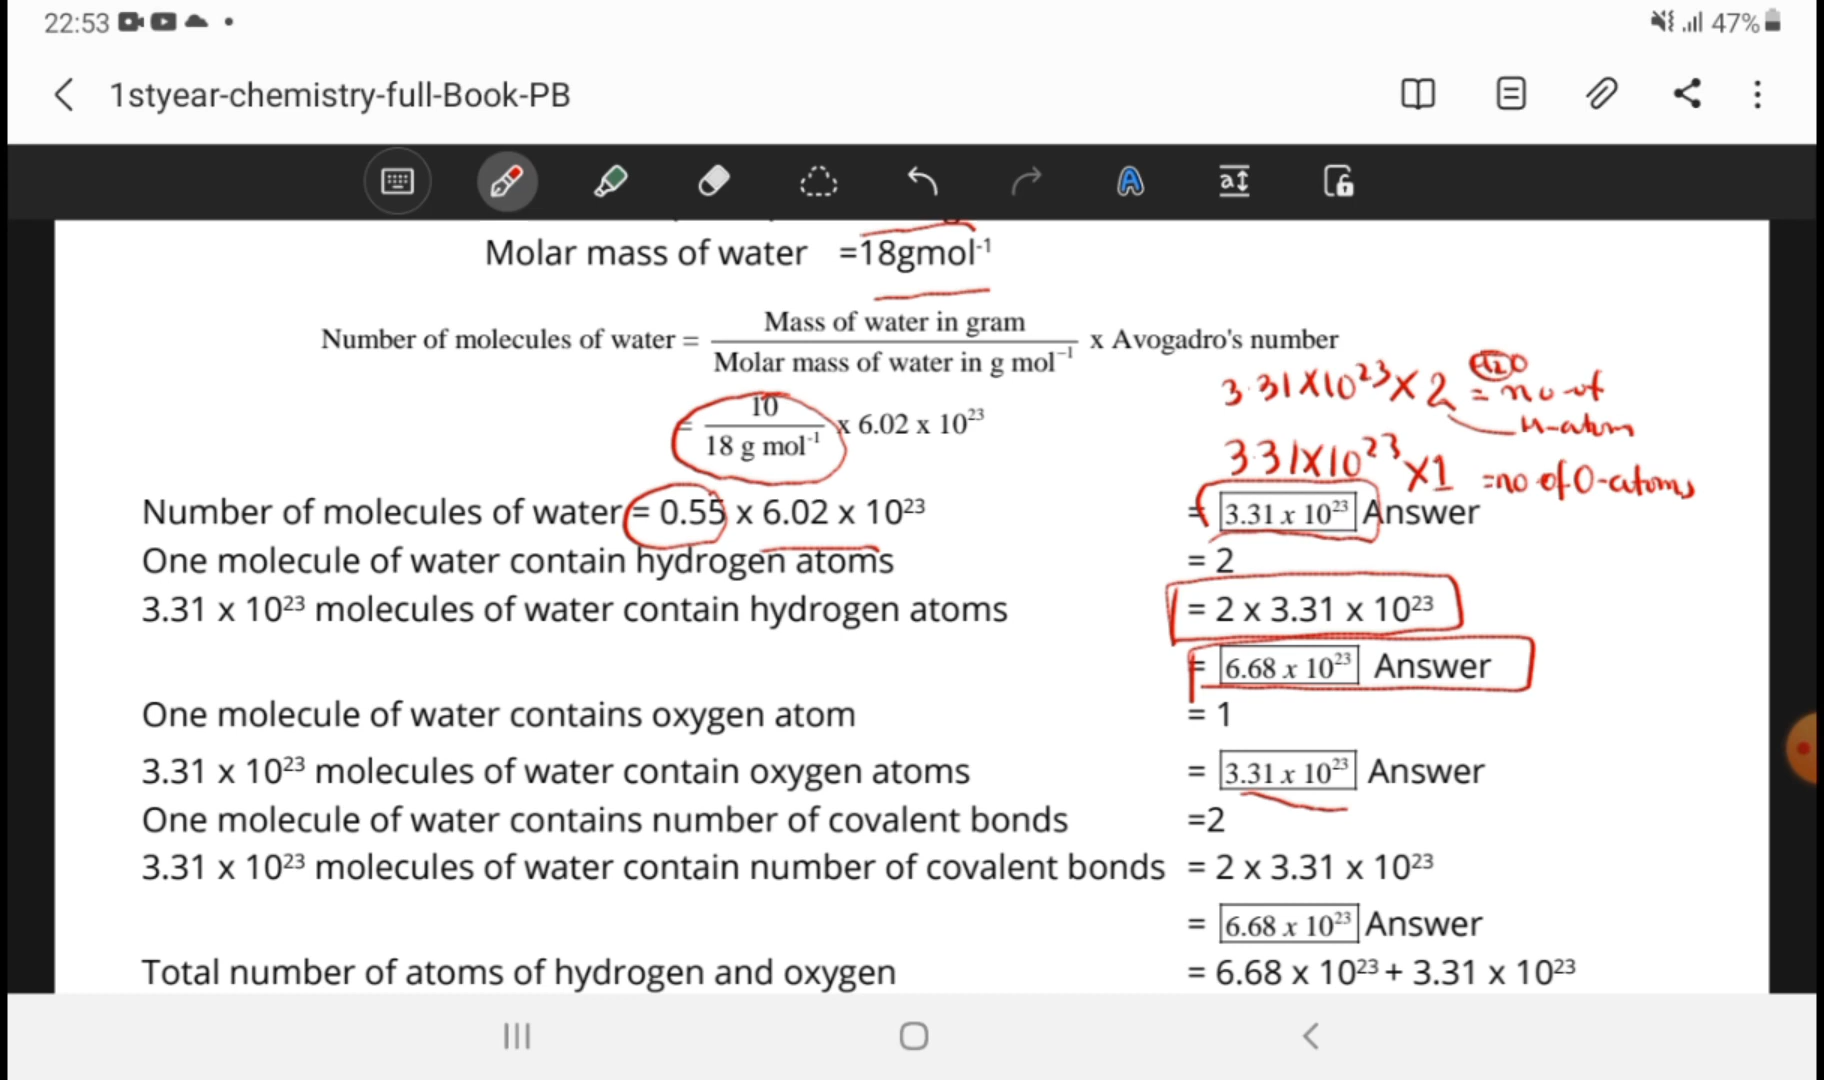 22:53
47%
1styear-chemistry-full-Book-PB
Molar mass of water =18gmol⁻¹
Number of molecules of water = Mass of water in gram / Molar mass of water in g mol⁻¹ x Avogadro's number
3.31X10²³X2 = no of
H₂O
H-atom
= 10 / 18 g mol⁻¹ x 6.02 x 10²³
3.31X10²³X1 =no of O-atoms
Number of molecules of water = 0.55 x 6.02 x 10²³ = 3.31 x 10²³ Answer
One molecule of water contain hydrogen atoms = 2
3.31 x 10²³ molecules of water contain hydrogen atoms = 2 x 3.31 x 10²³
= 6.68 x 10²³ Answer
One molecule of water contains oxygen atom = 1
3.31 x 10²³ molecules of water contain oxygen atoms = 3.31 x 10²³ Answer
One molecule of water contains number of covalent bonds =2
3.31 x 10²³ molecules of water contain number of covalent bonds = 2 x 3.31 x 10²³
= 6.68 x 10²³ Answer
Total number of atoms of hydrogen and oxygen = 6.68 x 10²³ + 3.31 x 10²³